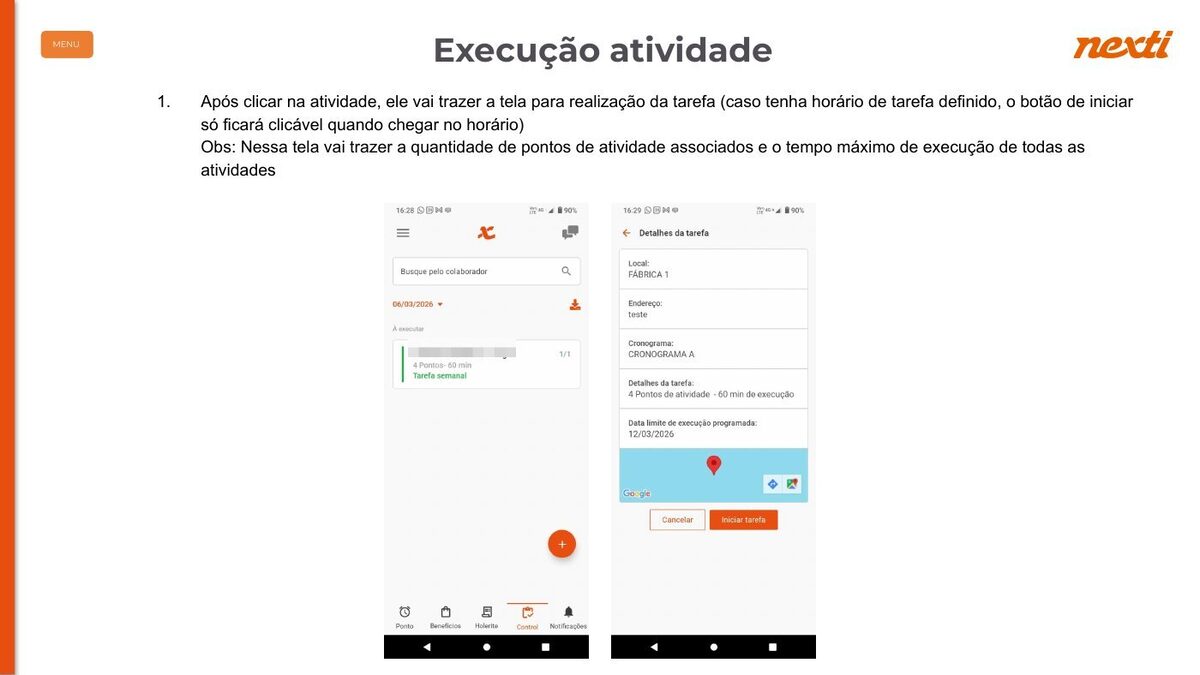 MENU
Execução atividade
nexti
1. Após clicar na atividade, ele vai trazer a tela para realização da tarefa (caso tenha horário de tarefa definido, o botão de iniciar
só ficará clicável quando chegar no horário)
Obs: Nessa tela vai trazer a quantidade de pontos de atividade associados e o tempo máximo de execução de todas as
atividades
16:28
90%
Busque pelo colaborador
06/03/2026
A executar
1/1
4 Pontos- 60 min
Tarefa semanal
+
Ponto
Benefícios
Holerite
Control
Notificações
16:29
90%
Detalhes da tarefa
Local:
FÁBRICA 1
Endereço:
teste
Cronograma:
CRONOGRAMA A
Detalhes da tarefa:
4 Pontos de atividade - 60 min de execução
Data limite de execução programada:
12/03/2026
Google
Cancelar
Iniciar tarefa